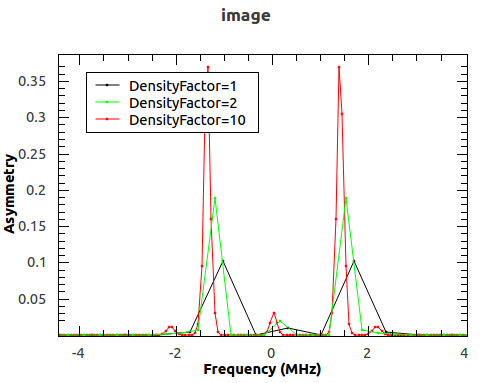 image
DensityFactor=1
DensityFactor=2
DensityFactor=10
Asymmetry
0.35
0.3
0.25
0.2
0.15
0.1
0.05
-4 -2 0 2 4
Frequency (MHz)